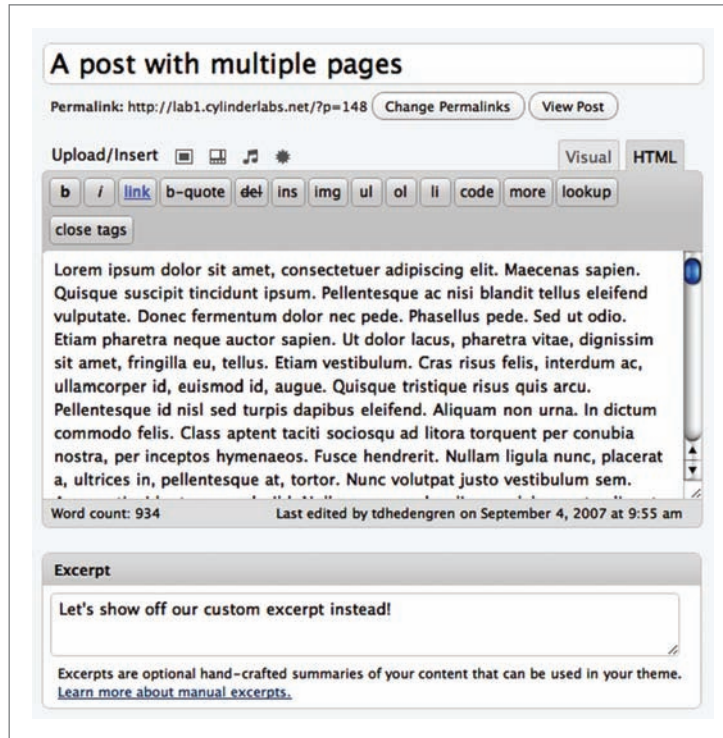 A post with multiple pages
Permalink: http://lab1.cylinderlabs.net/?p=148 Change Permalinks View Post
Upload/Insert Visual HTML
b i link b-quote del ins img ul ol li code more lookup
close tags
Lorem ipsum dolor sit amet, consectetuer adipiscing elit. Maecenas sapien.
Quisque suscipit tincidunt ipsum. Pellentesque ac nisi blandit tellus eleifend
vulputate. Donec fermentum dolor nec pede. Phasellus pede. Sed ut odio.
Etiam pharetra neque auctor sapien. Ut dolor lacus, pharetra vitae, dignissim
sit amet, fringilla eu, tellus. Etiam vestibulum. Cras risus felis, interdum ac,
ullamcorper id, euismod id, augue. Quisque tristique risus quis arcu.
Pellentesque id nisl sed turpis dapibus eleifend. Aliquam non urna. In dictum
commodo felis. Class aptent taciti sociosqu ad litora torquent per conubia
nostra, per inceptos hymenaeos. Fusce hendrerit. Nullam ligula nunc, placerat
a, ultrices in, pellentesque at, tortor. Nunc volutpat justo vestibulum sem.
Word count: 934 Last edited by tdhedengren on September 4, 2007 at 9:55 am
Excerpt
Let's show off our custom excerpt instead!
Excerpts are optional hand-crafted summaries of your content that can be used in your theme.
Learn more about manual excerpts.